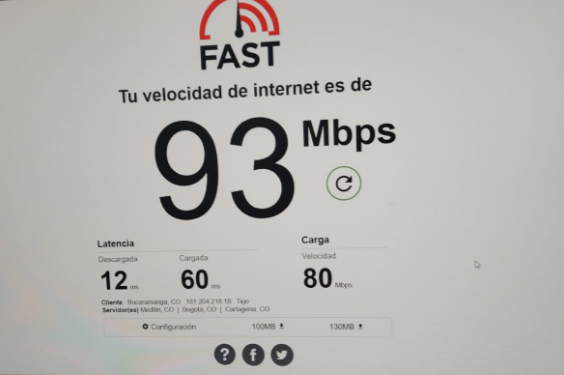 FAST
Tu velocidad de internet es de
93 Mbps
Latencia
Carga
Descargada
Cargada
Velocidad
12 ms
60 ms
80 Mbps
Cliente Bucaramanga, CO 181.204.218.18 Tigo
Servidor(es) Medllín, CO | Bogotá, CO | Cartagena, CO
Configuración 100MB 130MB
?
f